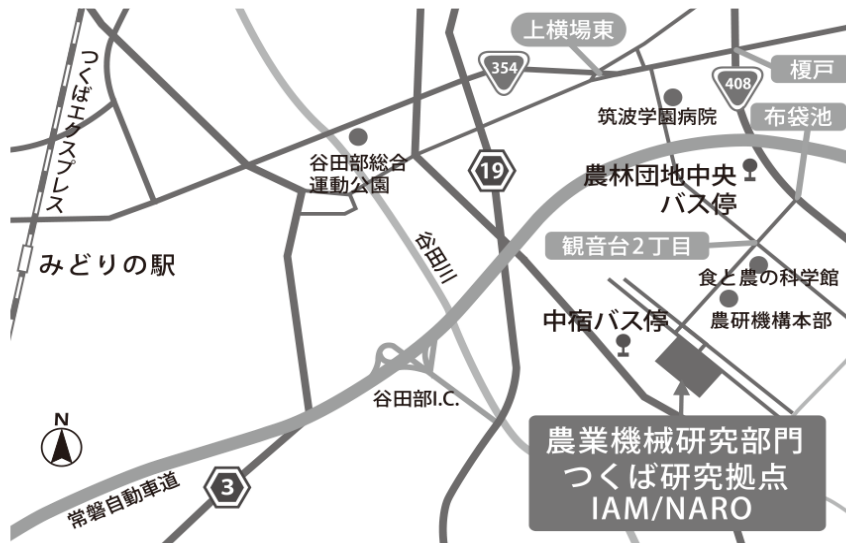 上横場東
354
榎戸
408
布袋池
つくばエクスプレス
筑波学園病院
谷田部総合
運動公園
19
農林団地中央
バス停
谷田川
観音台2丁目
みどりの駅
食と農の科学館
農研機構本部
中宿バス停
谷田部I.C.
N
農業機械研究部門
つくば研究拠点
IAM/NARO
3
常磐自動車道